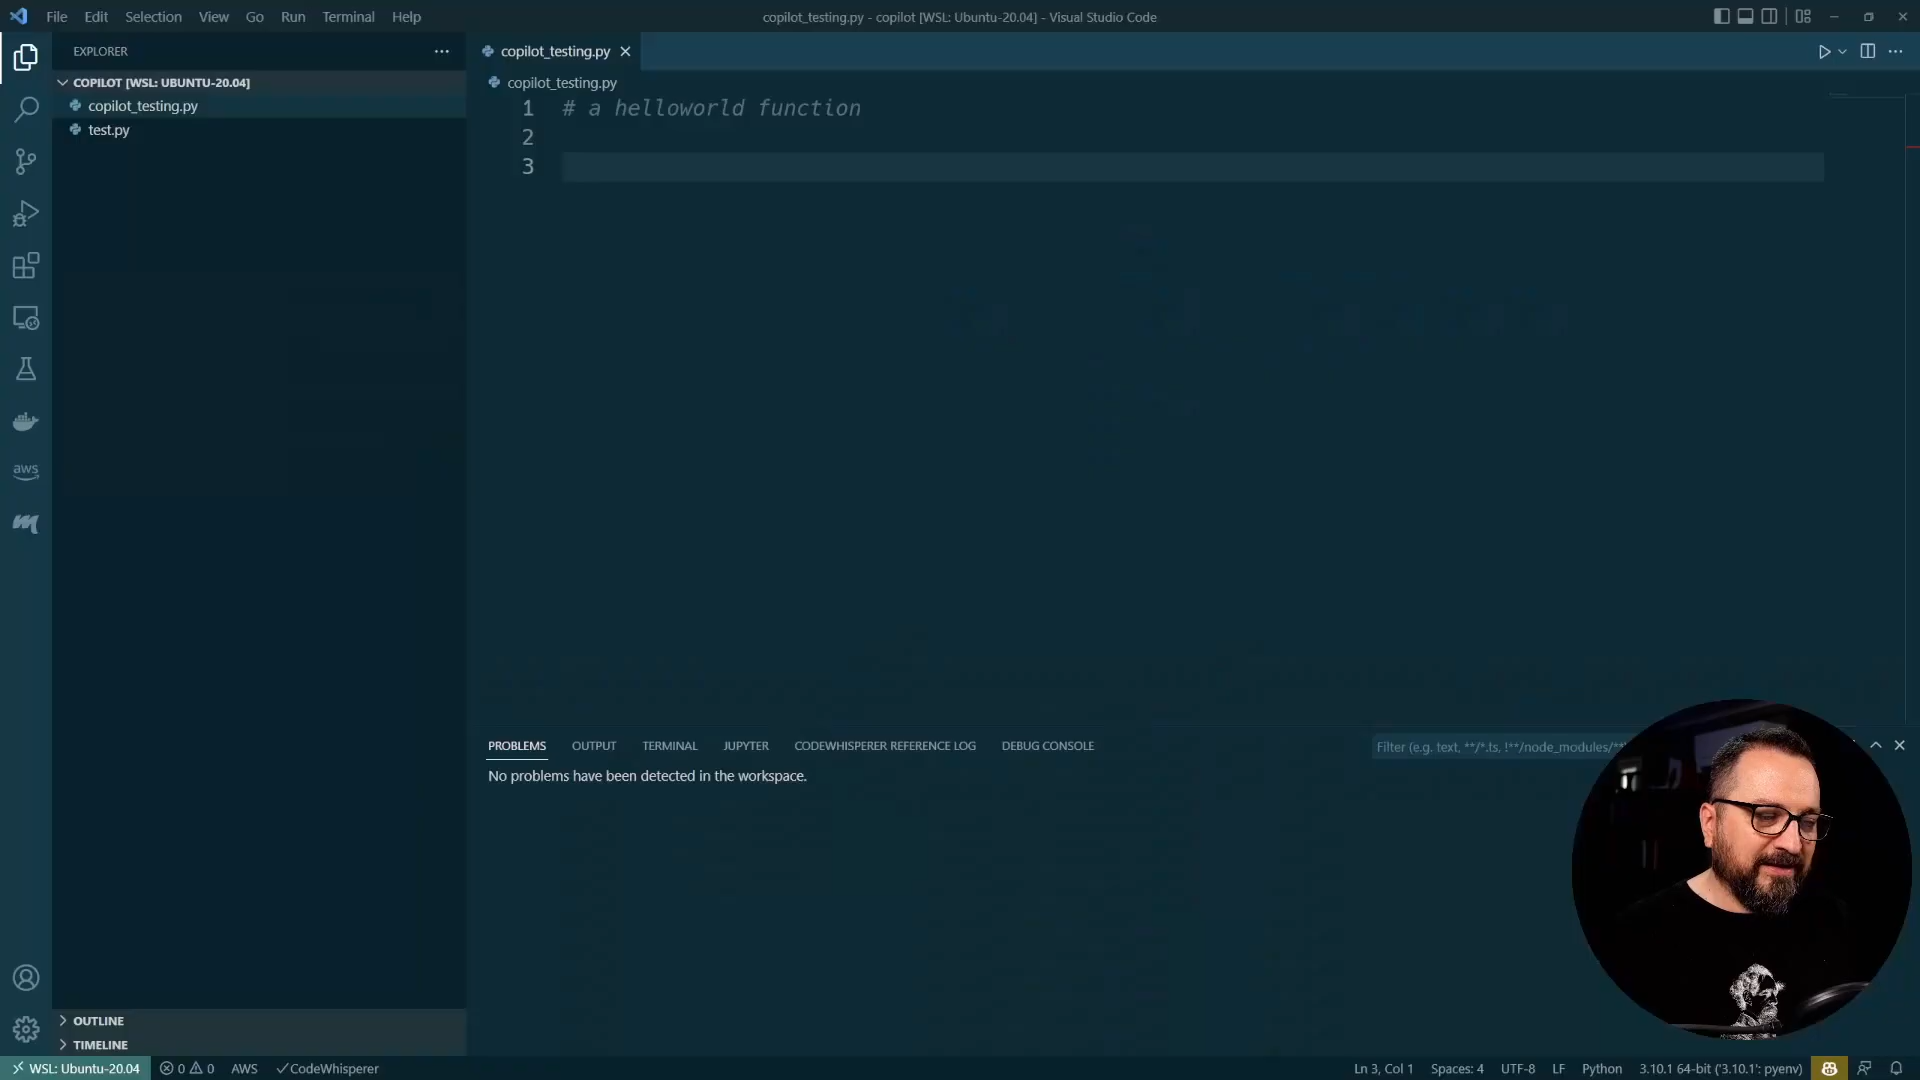 File Edit Selection View Go Run Terminal Help
copilot_testing.py - copilot [WSL: Ubuntu-20.04] - Visual Studio Code
EXPLORER
COPILOT [WSL: UBUNTU-20.04]
copilot_testing.py
test.py
aws
OUTLINE
TIMELINE
copilot_testing.py
copilot_testing.py
1 # a helloworld function
2
3
PROBLEMS OUTPUT TERMINAL JUPYTER CODEWHISPERER REFERENCE LOG DEBUG CONSOLE
Filter (e.g. text, **/*.ts, !**/node_modules/**
No problems have been detected in the workspace.
WSL: Ubuntu-20.04 0 0 AWS ✓CodeWhisperer
Ln 3, Col 1 Spaces: 4 UTF-8 LF Python 3.10.1 64-bit ('3.10.1': pyenv)